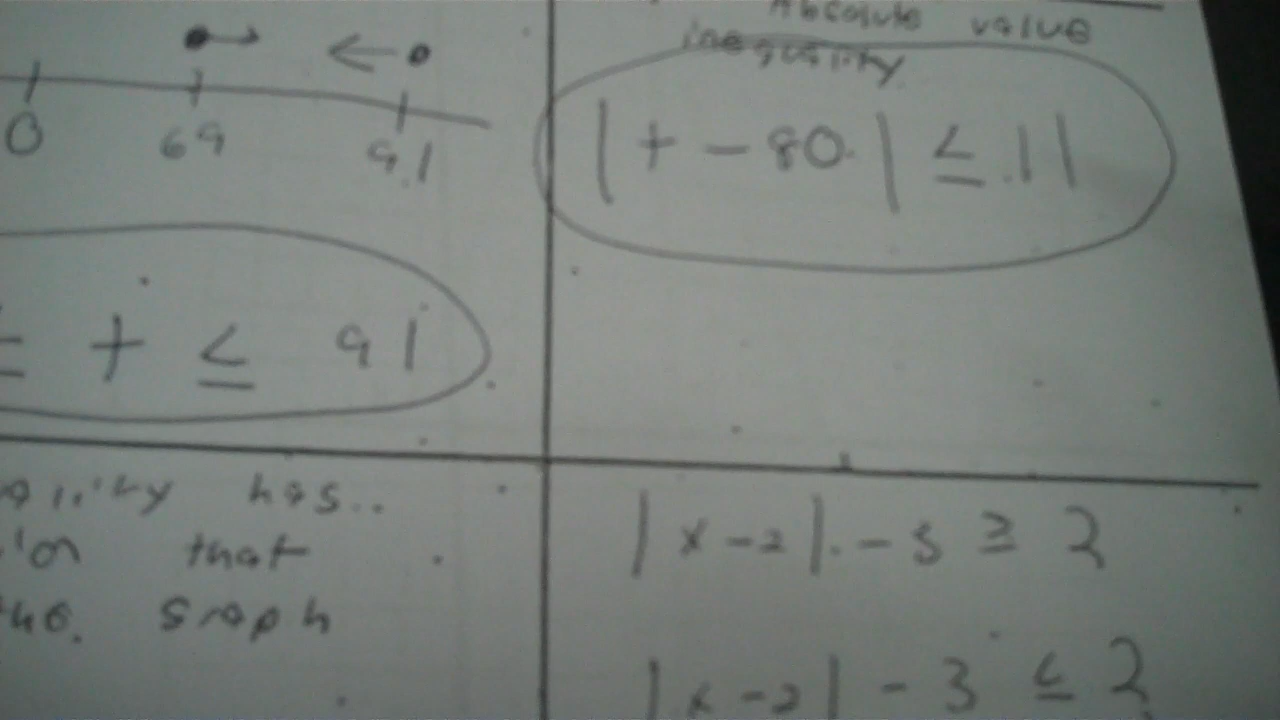 0 69 91
≤ t ≤ 91
Absolute value
inequality
|t - 80| ≤ 11
has..
that
graph
|x - 2| - 3 ≥ 2
|x - 2| - 3 ≤ 2